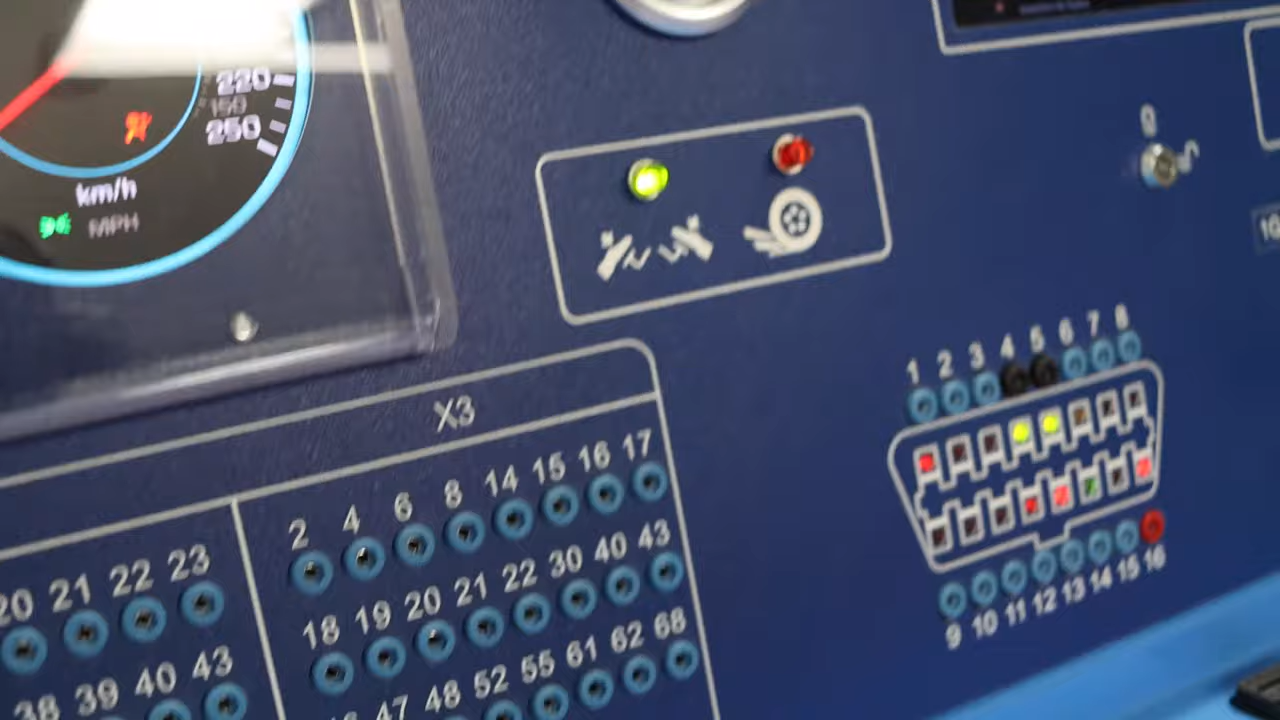 220
150
250
km/h
MPH
X3
2 4 6 8 14 15 16 17
20 21 22 23
18 19 20 21 22 30 40 43
38 39 40 43
47 48 52 55 61 62 68
1 2 3 4 5 6 7 8
9 10 11 12 13 14 15 16